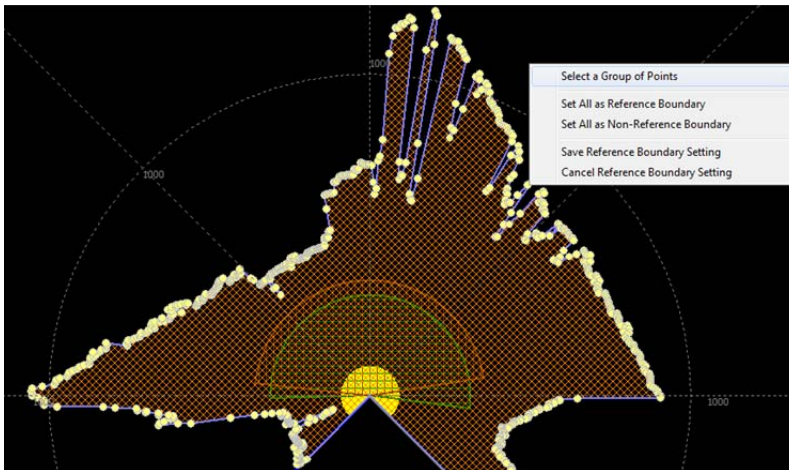 1000
Select a Group of Points
Set All as Reference Boundary
Set All as Non-Reference Boundary
Save Reference Boundary Setting
Cancel Reference Boundary Setting
1000
1000